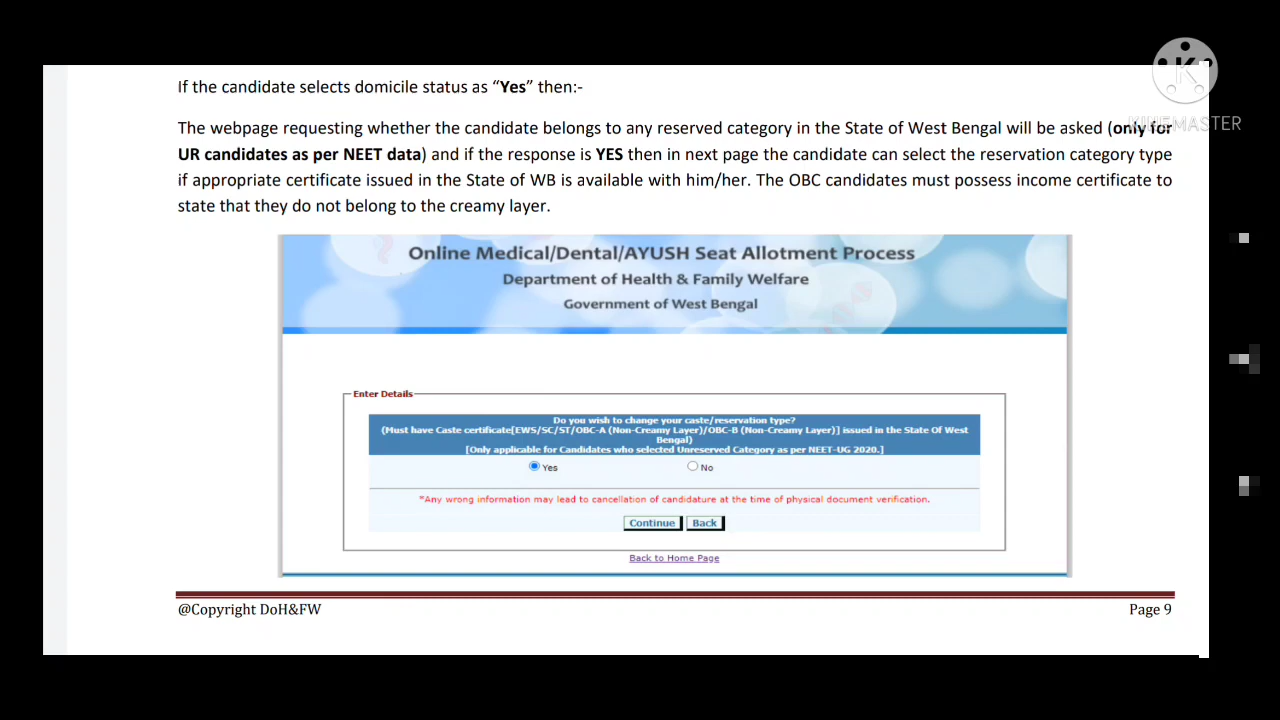 If the candidate selects domicile status as “Yes” then:-
The webpage requesting whether the candidate belongs to any reserved category in the State of West Bengal will be asked (only for
UR candidates as per NEET data) and if the response is YES then in next page the candidate can select the reservation category type
if appropriate certificate issued in the State of WB is available with him/her. The OBC candidates must possess income certificate to
state that they do not belong to the creamy layer.
KINEMASTER
Online Medical/Dental/AYUSH Seat Allotment Process
Department of Health & Family Welfare
Government of West Bengal
Enter Details
Do you wish to change your caste/reservation type?
(Must have Caste certificate[EWS/SC/ST/OBC-A (Non-Creamy Layer)/OBC-B (Non-Creamy Layer)] issued in the State Of West
Bengal)
[Only applicable for Candidates who selected Unreserved Category as per NEET-UG 2020.]
Yes No
*Any wrong information may lead to cancellation of candidature at the time of physical document verification.
Continue Back
Back to Home Page
@Copyright DoH&FW Page 9